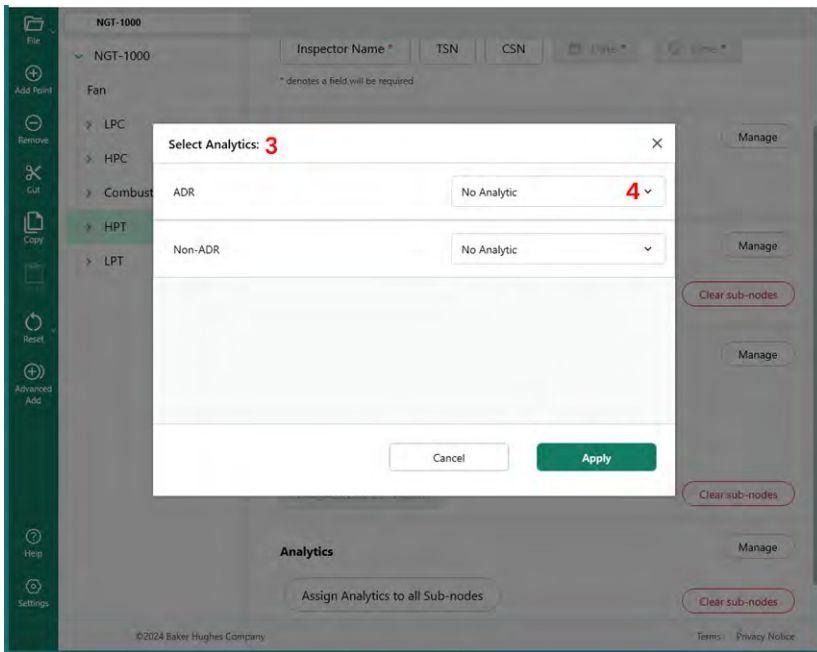 NGT-1000
File
Add Point
Remove
Cut
Copy
Reset
Advanced Add
Help
Settings
NGT-1000
Fan
LPC
HPC
Combust
HPT
LPT
Inspector Name *
TSN
CSN
* denotes a field will be required
Manage
Manage
Clear sub-nodes
Manage
Clear sub-nodes
Select Analytics: 3
ADR
No Analytic
4
Non-ADR
No Analytic
Cancel
Apply
Analytics
Manage
Assign Analytics to all Sub-nodes
Clear sub-nodes
©2024 Baker Hughes Company
Terms
Privacy Notice